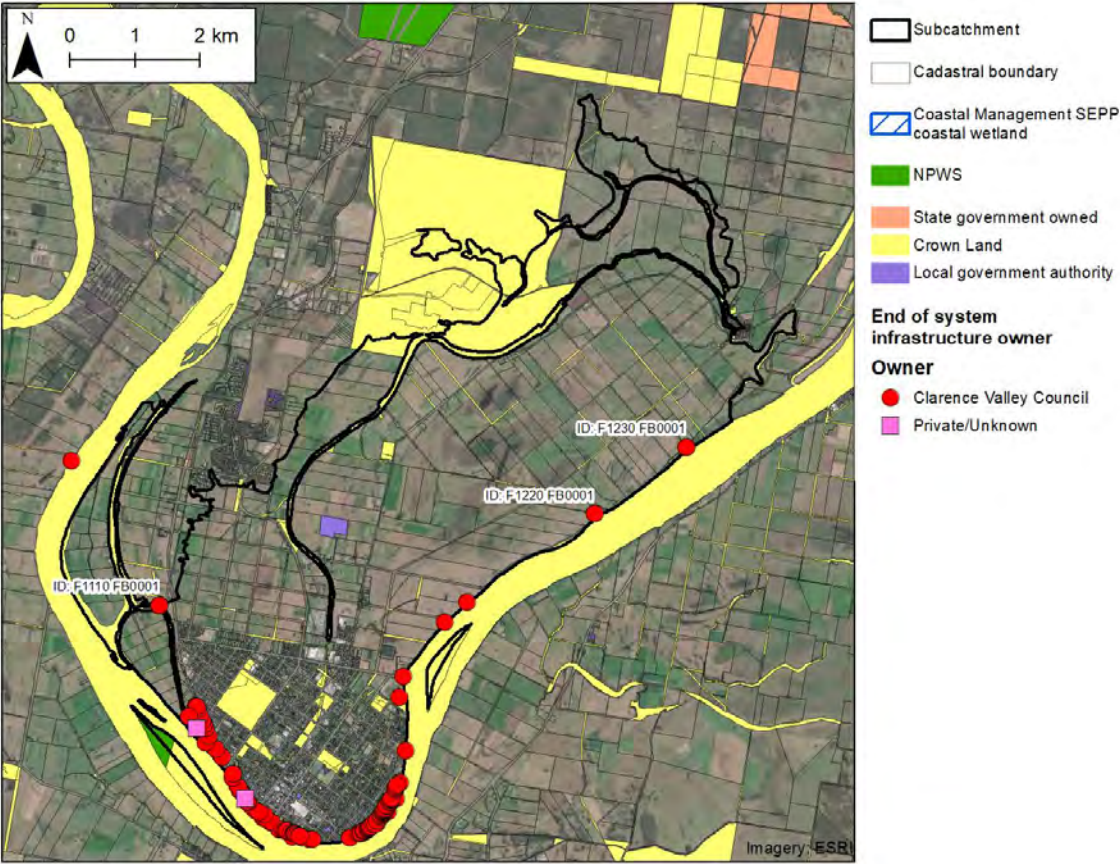 N
0 1 2 km
Subcatchment
Cadastral boundary
Coastal Management SEPP
coastal wetland
NPWS
State government owned
Crown Land
Local government authority
End of system
infrastructure owner
Owner
Clarence Valley Council
Private/Unknown
ID: F1230 FB0001
ID: F1220 FB0001
ID: F1110 FB0001
Imagery: ESRI